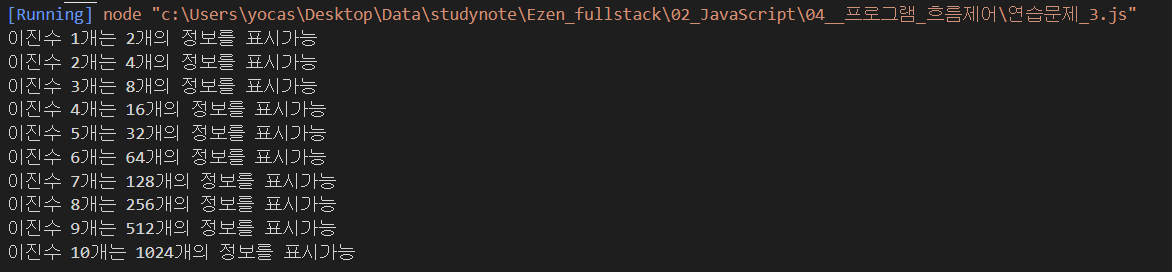 [Running] node "c:\Users\yocas\Desktop\Data\studynote\Ezen_fullstack\02_JavaScript\04__프로그램_흐름제어\연습문제_3.js"
이진수 1개는 2개의 정보를 표시가능
이진수 2개는 4개의 정보를 표시가능
이진수 3개는 8개의 정보를 표시가능
이진수 4개는 16개의 정보를 표시가능
이진수 5개는 32개의 정보를 표시가능
이진수 6개는 64개의 정보를 표시가능
이진수 7개는 128개의 정보를 표시가능
이진수 8개는 256개의 정보를 표시가능
이진수 9개는 512개의 정보를 표시가능
이진수 10개는 1024개의 정보를 표시가능